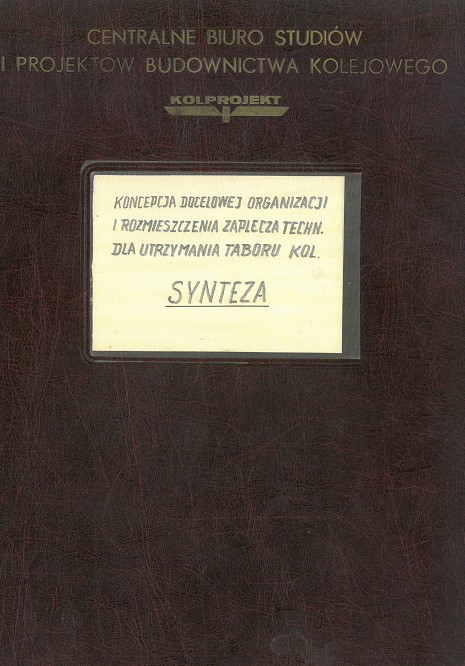 CENTRALNE BIURO STUDIÓW
I PROJEKTÓW BUDOWNICTWA KOLEJOWEGO
KOLPROJEKT
KONCEPCJA DOCELOWEJ ORGANIZACJI
I ROZMIESZCZENIA ZAPLECZA TECHN.
DLA UTRZYMANIA TABORU KOL.
SYNTEZA